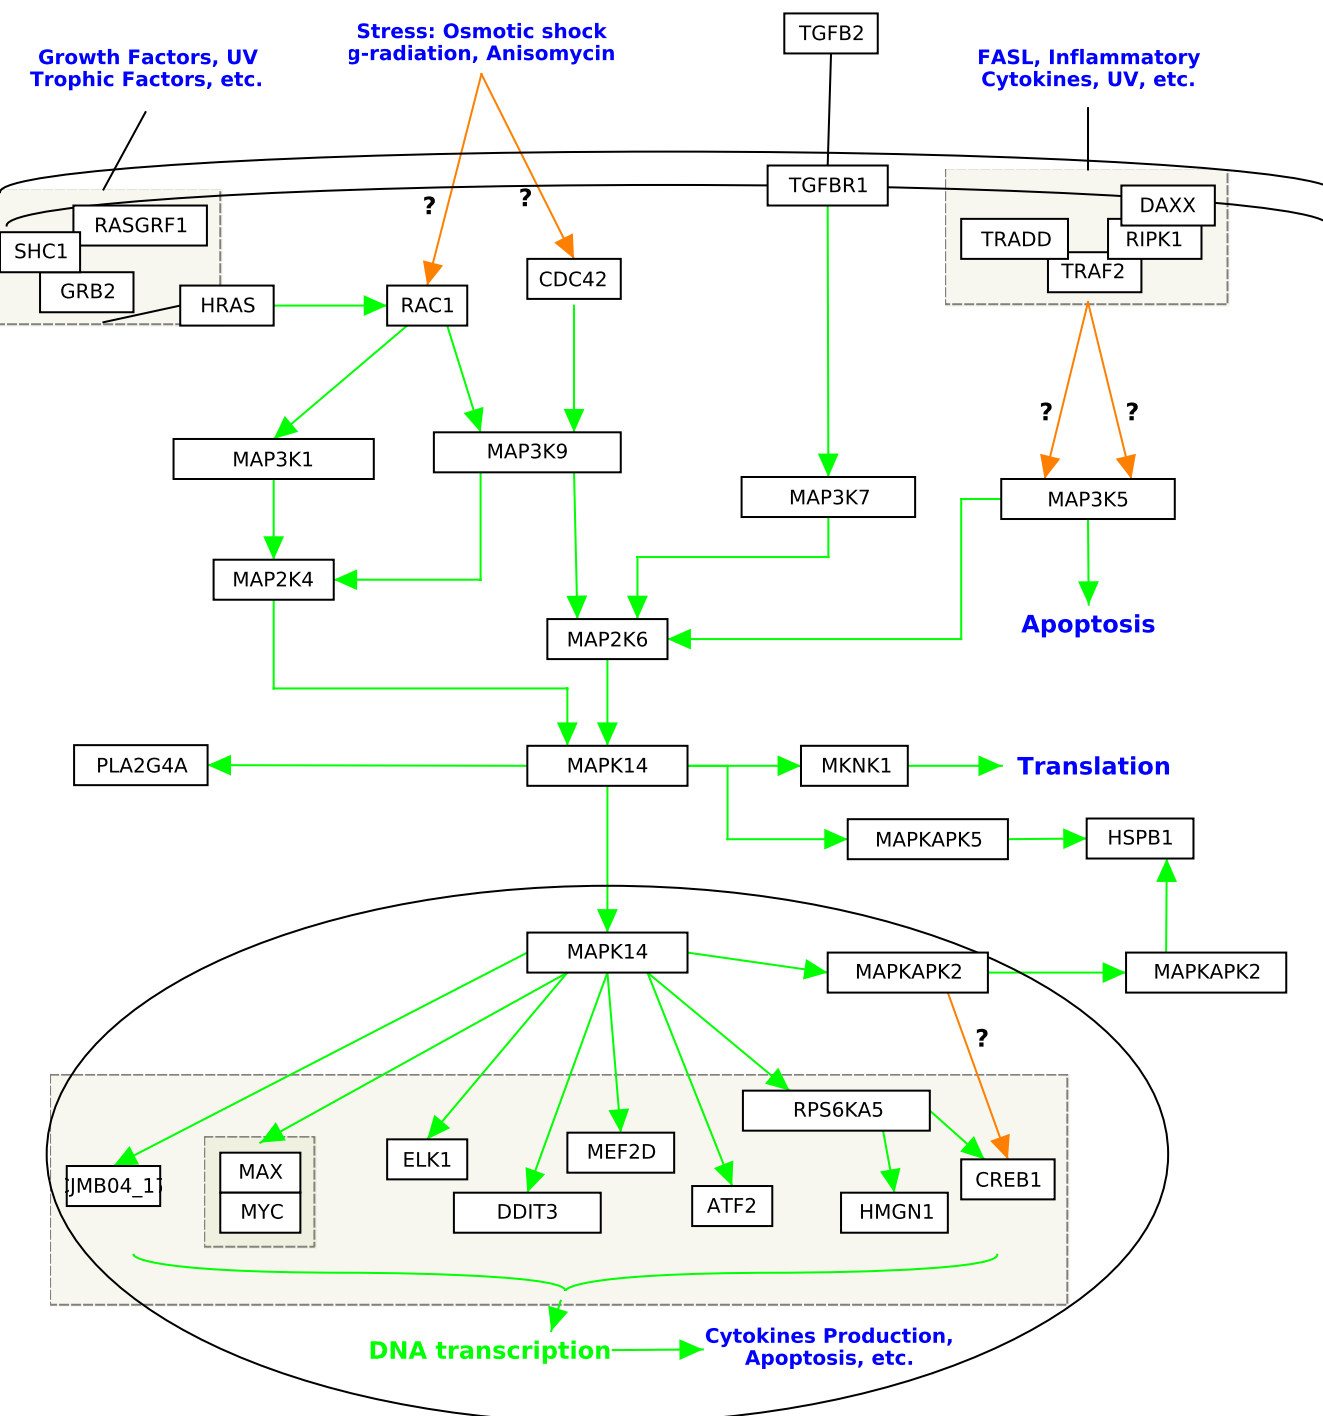 TGFB2
Stress: Osmotic shock
g-radiation, Anisomycin
Growth Factors, UV
Trophic Factors, etc.
FASL, Inflammatory
Cytokines, UV, etc.
TGFBR1
?
?
DAXX
RASGRF1
SHC1
TRADD
RIPK1
TRAF2
GRB2
HRAS
RAC1
CDC42
?
?
MAP3K1
MAP3K9
MAP3K7
MAP3K5
MAP2K4
MAP2K6
Apoptosis
PLA2G4A
MAPK14
MKNK1
Translation
MAPKAPK5
HSPB1
MAPK14
MAPKAPK2
MAPKAPK2
?
RPS6KA5
MAX
MYC
ELK1
MEF2D
DDIT3
ATF2
HMGN1
CREB1
DNA transcription
Cytokines Production,
Apoptosis, etc.